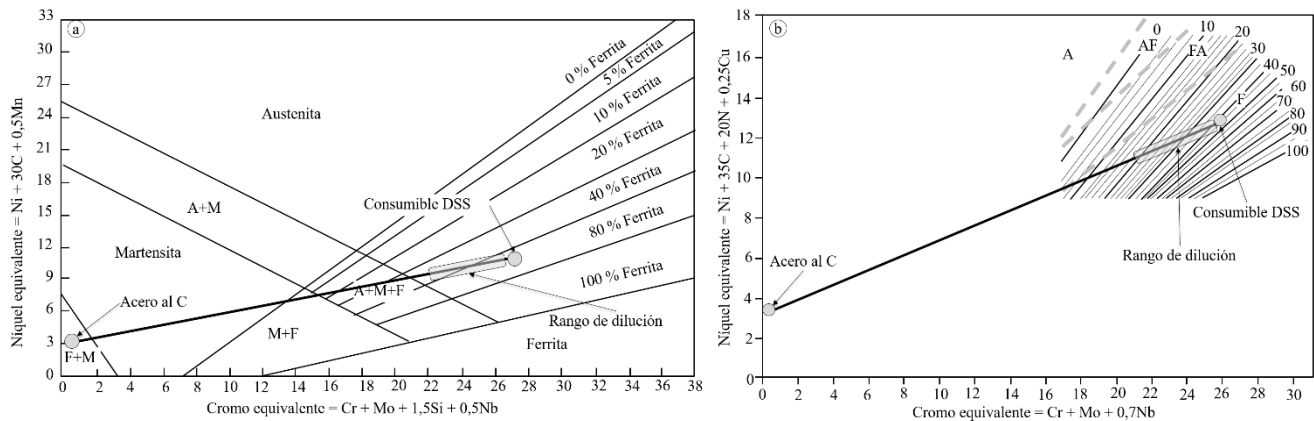 a
Níquel equivalente = Ni + 30C + 0,5Mn
33
30
27
24
21
18
15
12
9
6
3
0
Austenita
0 % Ferrita
5 % Ferrita
10 % Ferrita
20 % Ferrita
40 % Ferrita
80 % Ferrita
100 % Ferrita
A+M
Consumible DSS
Martensita
Acero al C
A+M+F
Rango de dilución
M+F
Ferrita
F+M
0 2 4 6 8 10 12 14 16 18 20 22 24 26 28 30 32 34 36 38
Cromo equivalente = Cr + Mo + 1,5Si + 0,5Nb
b
Níquel equivalente = Ni + 35C + 20N + 0,25Cu
18
16
14
12
10
8
6
4
2
0
A
AF
FA
F
0
10
20
30
40
50
60
70
80
90
100
Consumible DSS
Rango de dilución
Acero al C
0 2 4 6 8 10 12 14 16 18 20 22 24 26 28 30
Cromo equivalente = Cr + Mo + 0,7Nb